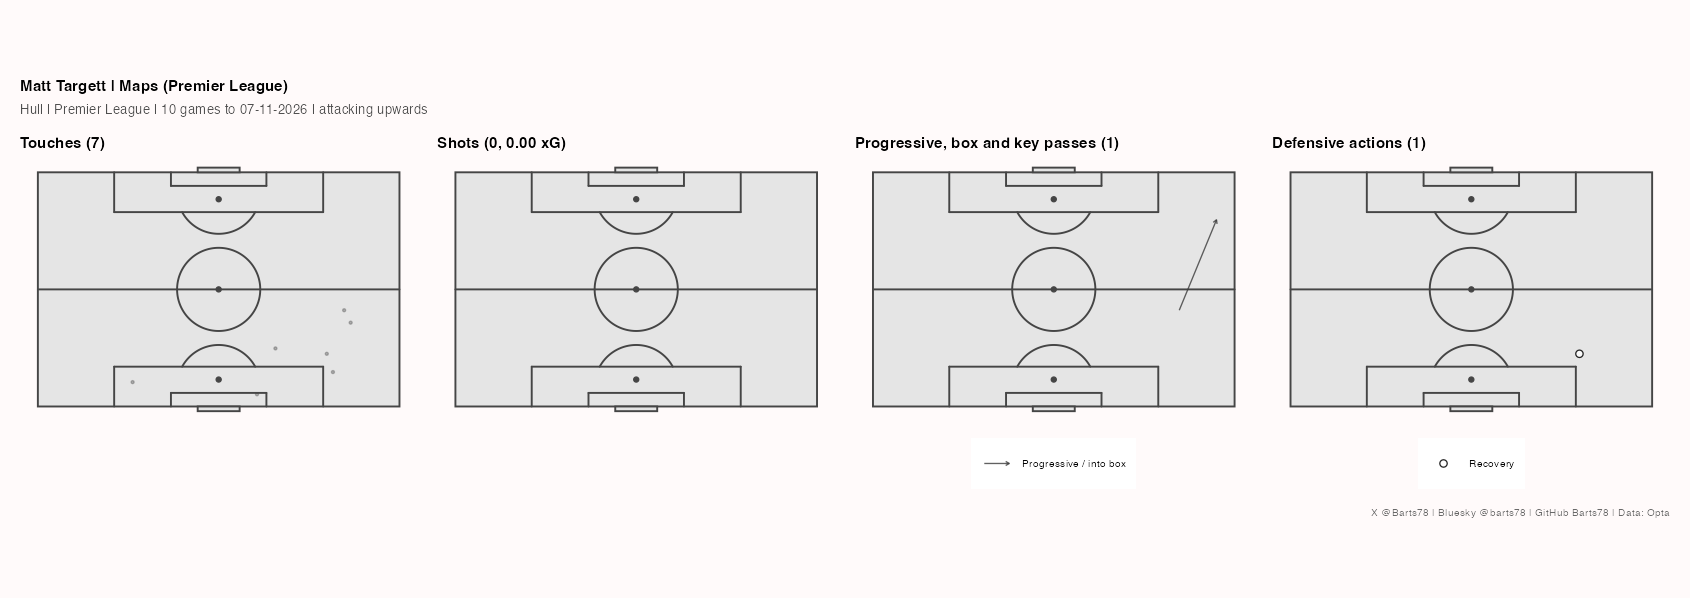 Matt Targett | Maps (Premier League)
Hull | Premier League | 10 games to 07-11-2026 | attacking upwards
Touches (7)
Shots (0, 0.00 xG)
Progressive, box and key passes (1)
Defensive actions (1)
Progressive / into box
Recovery
X @Barts78 | Bluesky @barts78 | GitHub Barts78 | Data: Opta